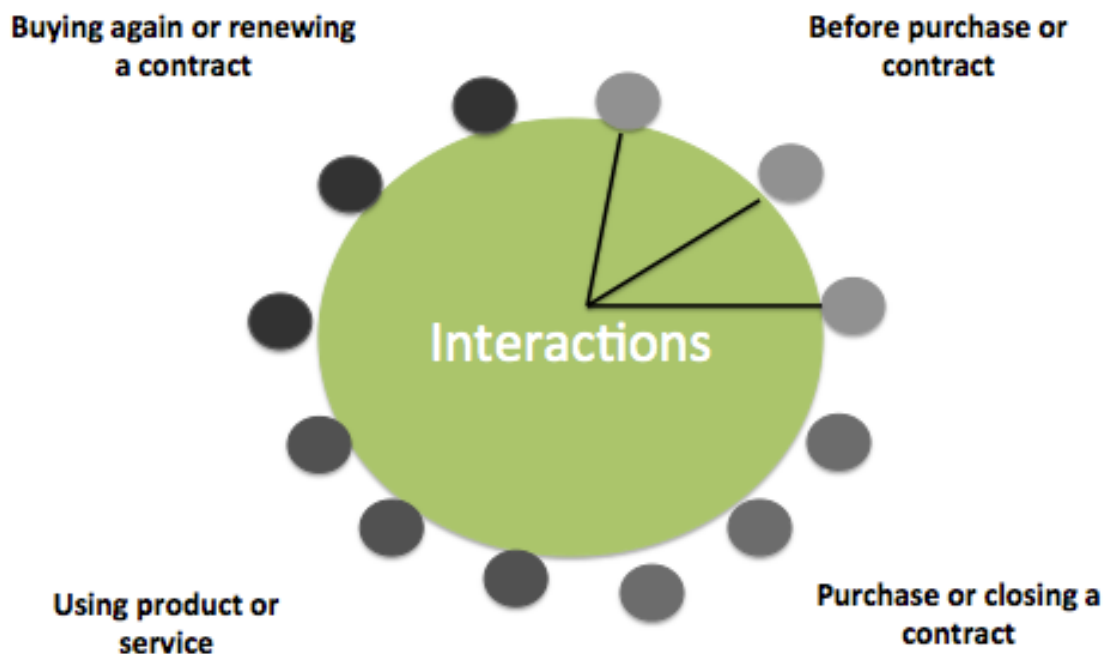 Buying again or renewing
a contract
Before purchase or
contract
Interactions
Using product or
service
Purchase or closing a
contract